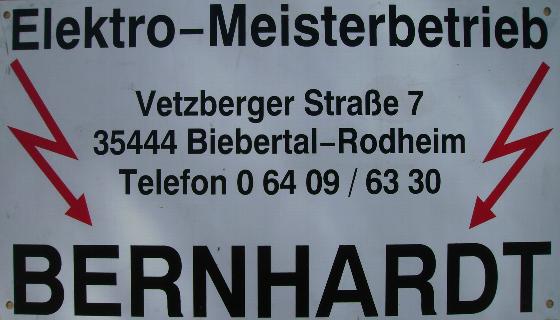 Elektro-Meisterbetrieb
Vetzberger Straße 7
35444 Biebertal-Rodheim
Telefon 0 64 09 / 63 30
BERNHARDT